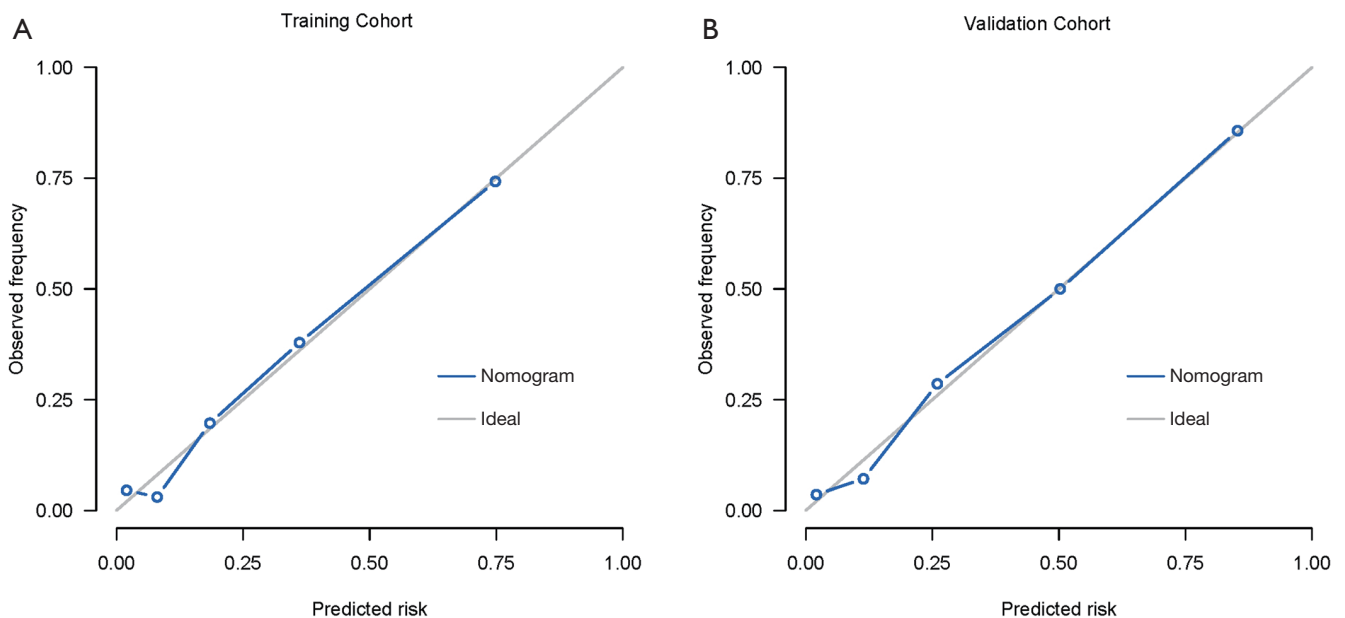 A
Training Cohort
1.00
0.75
0.50
0.25
0.00
Observed frequency
Nomogram
Ideal
0.00 0.25 0.50 0.75 1.00
Predicted risk
B
Validation Cohort
1.00
0.75
0.50
0.25
0.00
Observed frequency
Nomogram
Ideal
0.00 0.25 0.50 0.75 1.00
Predicted risk